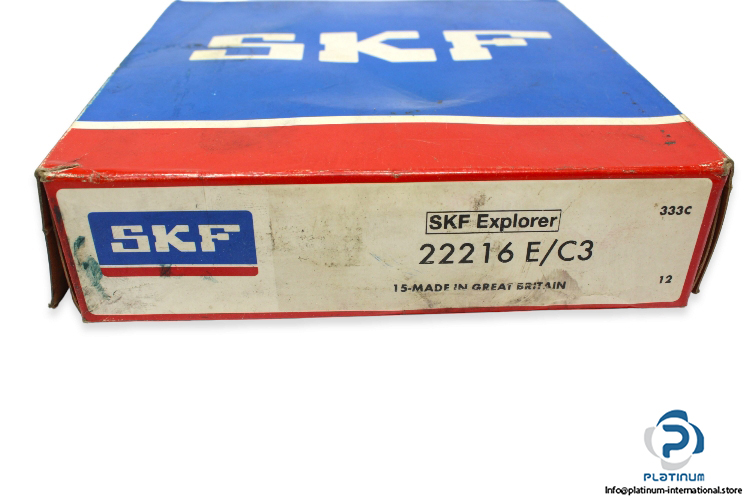 SKF
SKF
SKF Explorer
333C
22216 E/C3
15-MADE IN GREAT BRITAIN
12
PLATINUM
Info@platinum-international.store